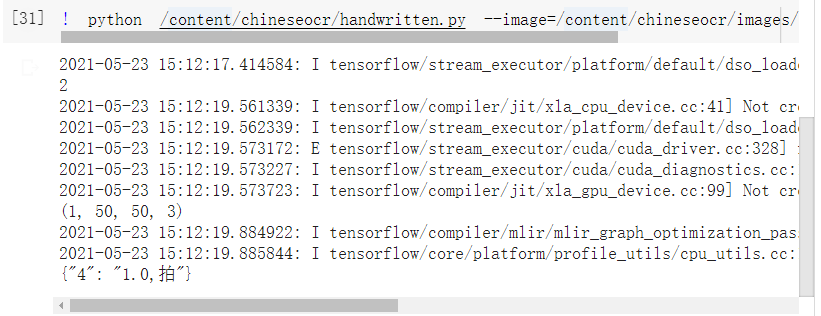 [31] ! python /content/chineseocr/handwritten.py --image=/content/chineseocr/images/
2021-05-23 15:12:17.414584: I tensorflow/stream_executor/platform/default/dso_load
2
2021-05-23 15:12:19.561339: I tensorflow/compiler/jit/xla_cpu_device.cc:41] Not cre
2021-05-23 15:12:19.562339: I tensorflow/stream_executor/platform/default/dso_load
2021-05-23 15:12:19.573172: E tensorflow/stream_executor/cuda/cuda_driver.cc:328]
2021-05-23 15:12:19.573227: I tensorflow/stream_executor/cuda/cuda_diagnostics.cc:
2021-05-23 15:12:19.573723: I tensorflow/compiler/jit/xla_gpu_device.cc:99] Not cre
(1, 50, 50, 3)
2021-05-23 15:12:19.884922: I tensorflow/compiler/mlir/mlir_graph_optimization_pas
2021-05-23 15:12:19.885844: I tensorflow/core/platform/profile_utils/cpu_utils.cc:
{"4": "1.0,拍"}